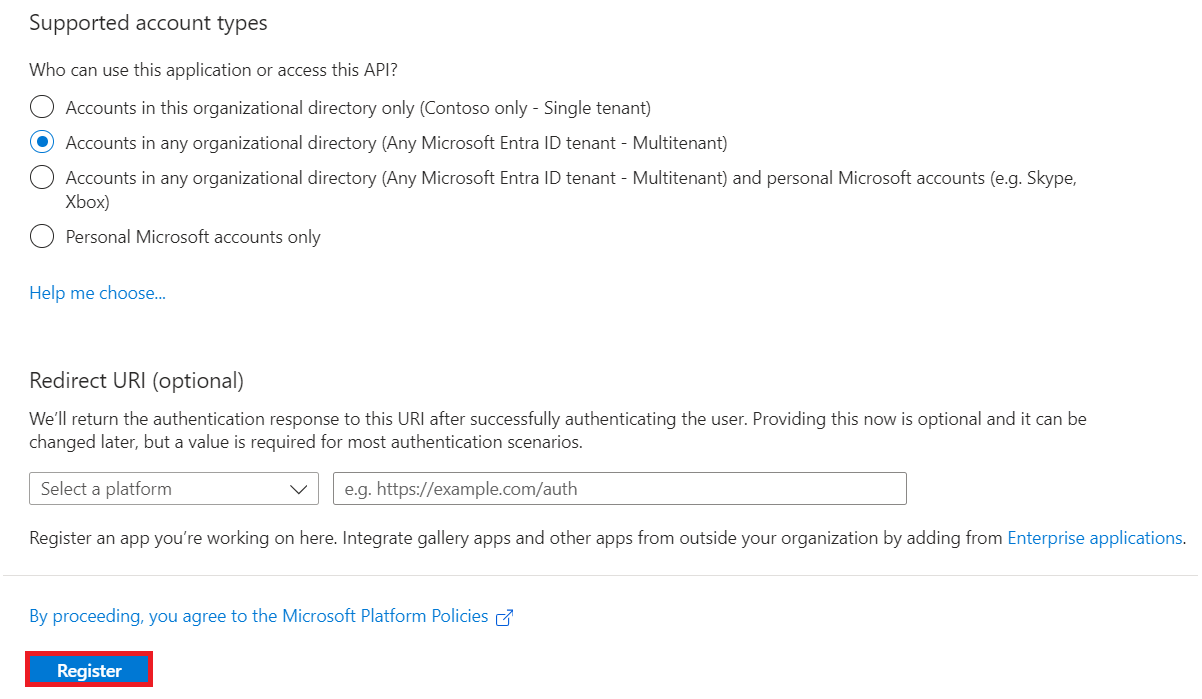 Supported account types
Who can use this application or access this API?
Accounts in this organizational directory only (Contoso only - Single tenant)
Accounts in any organizational directory (Any Microsoft Entra ID tenant - Multitenant)
Accounts in any organizational directory (Any Microsoft Entra ID tenant - Multitenant) and personal Microsoft accounts (e.g. Skype,
Xbox)
Personal Microsoft accounts only
Help me choose...
Redirect URI (optional)
We’ll return the authentication response to this URI after successfully authenticating the user. Providing this now is optional and it can be
changed later, but a value is required for most authentication scenarios.
Select a platform e.g. https://example.com/auth
Register an app you’re working on here. Integrate gallery apps and other apps from outside your organization by adding from Enterprise applications.
By proceeding, you agree to the Microsoft Platform Policies
Register